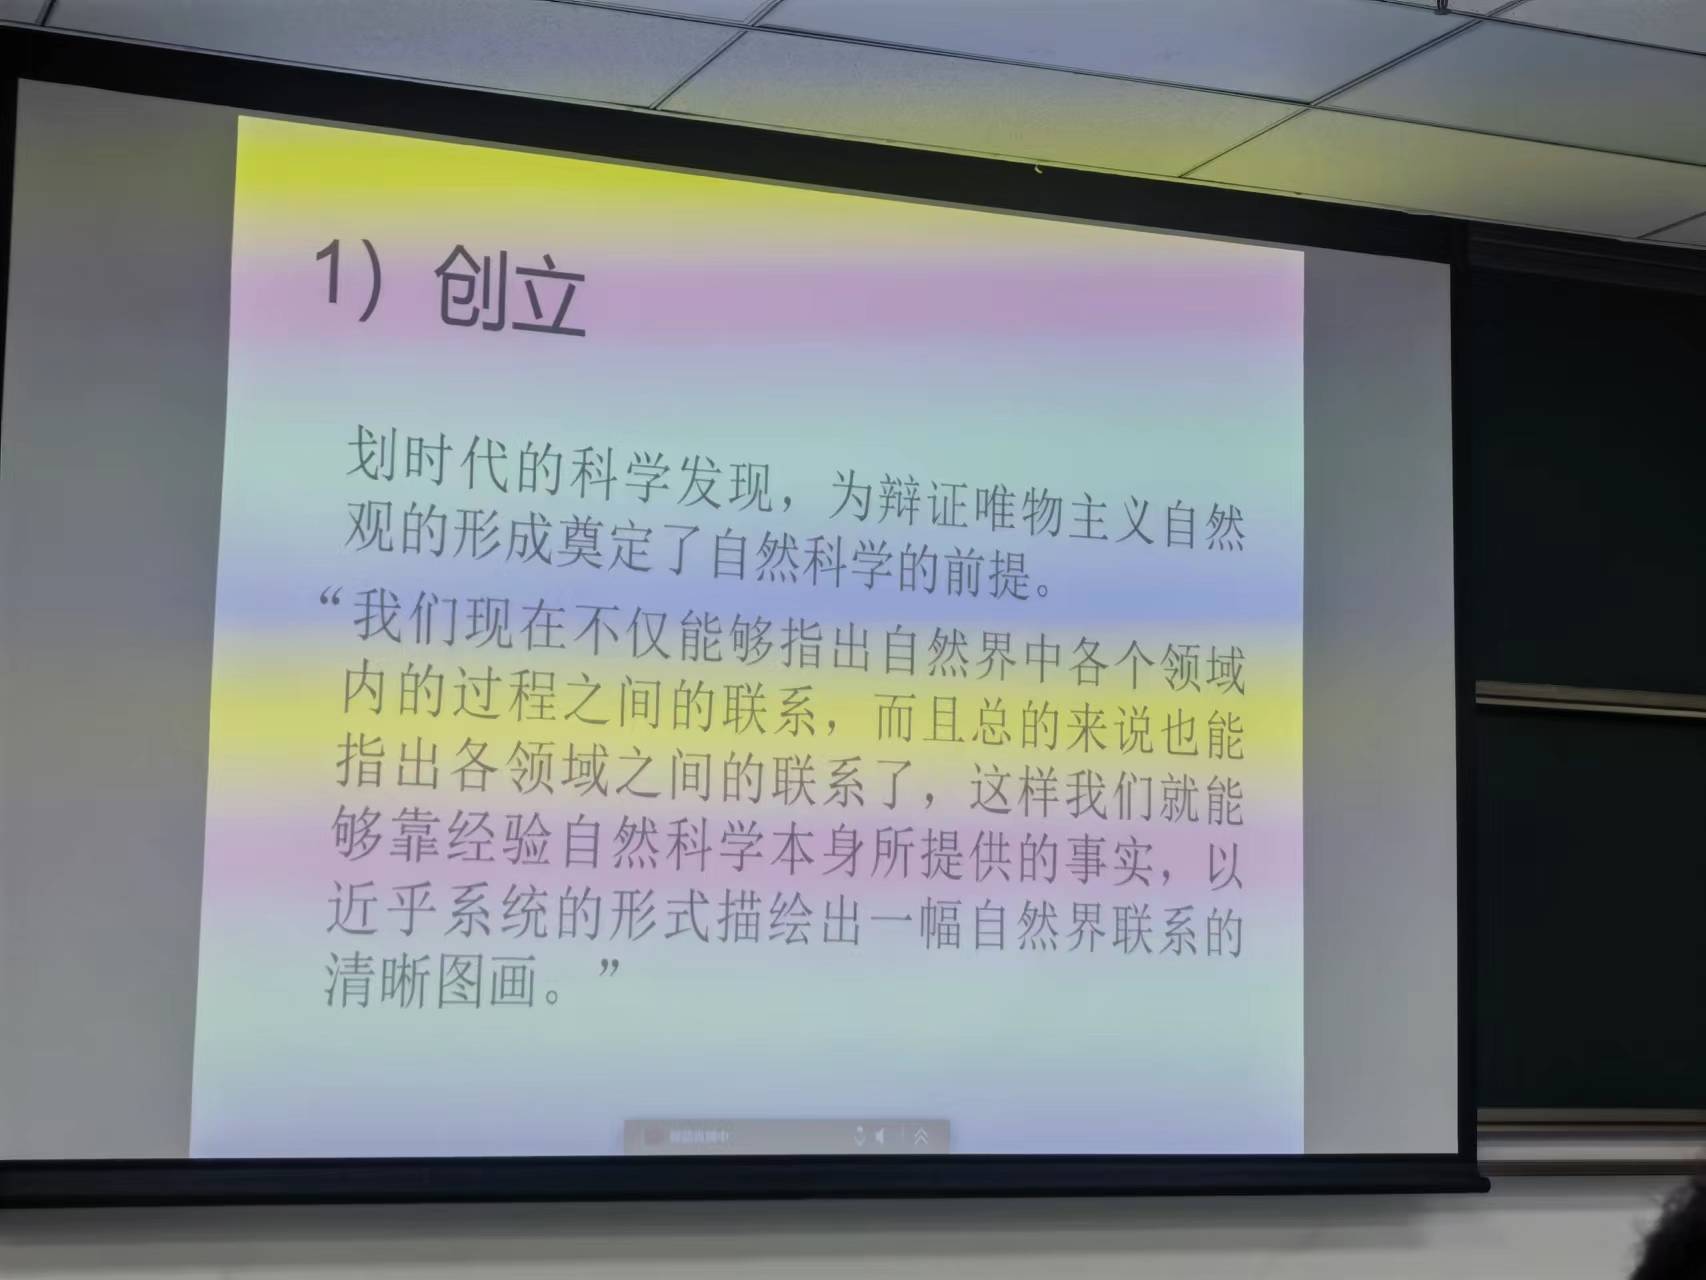 1）创立
划时代的科学发现，为辩证唯物主义自然
观的形成奠定了自然科学的前提。
“我们现在不仅能够指出自然界中各个领域
内的过程之间的联系，而且总的来说也能
指出各领域之间的联系了，这样我们就能
够靠经验自然科学本身所提供的事实，以
近乎系统的形式描绘出一幅自然界联系的
清晰图画。”